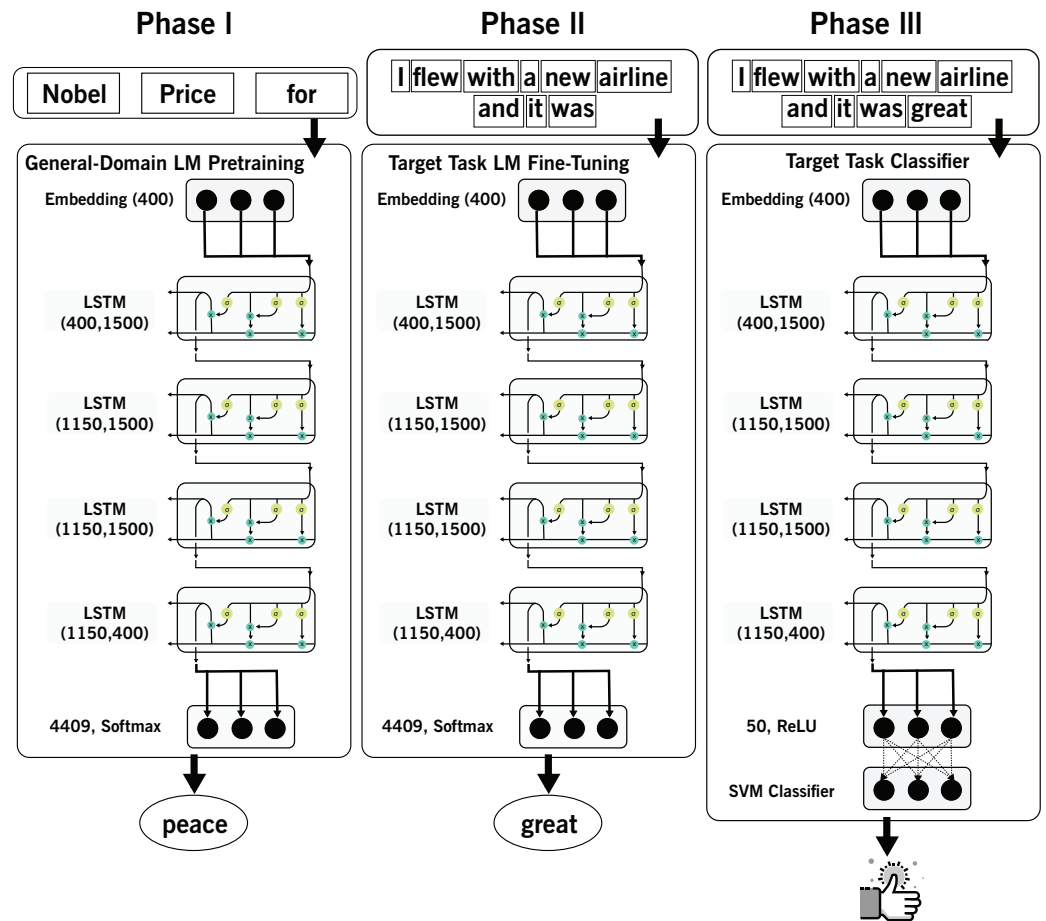 Phase I
Nobel Price for
General-Domain LM Pretraining
Embedding (400)
LSTM
(400,1500)
LSTM
(1150,1500)
LSTM
(1150,1500)
LSTM
(1150,400)
4409, Softmax
peace
Phase II
I flew with a new airline
and it was
Target Task LM Fine-Tuning
Embedding (400)
LSTM
(400,1500)
LSTM
(1150,1500)
LSTM
(1150,1500)
LSTM
(1150,400)
4409, Softmax
great
Phase III
I flew with a new airline
and it was great
Target Task Classifier
Embedding (400)
LSTM
(400,1500)
LSTM
(1150,1500)
LSTM
(1150,1500)
LSTM
(1150,400)
50, ReLU
SVM Classifier